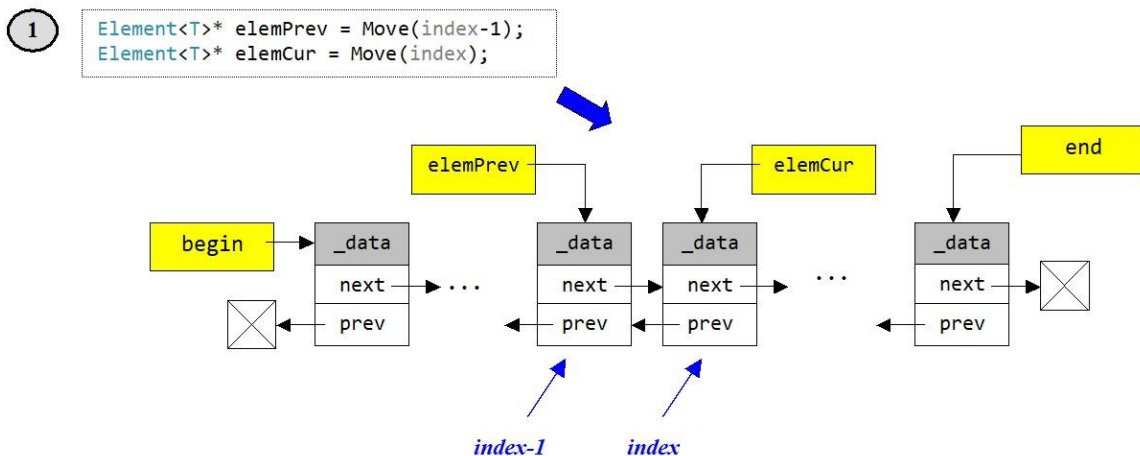 1
Element<T>* elemPrev = Move(index-1);
Element<T>* elemCur = Move(index);
elemPrev
elemCur
end
begin
_data
_data
_data
_data
next
...
next
next
...
next
prev
prev
prev
prev
index-1
index